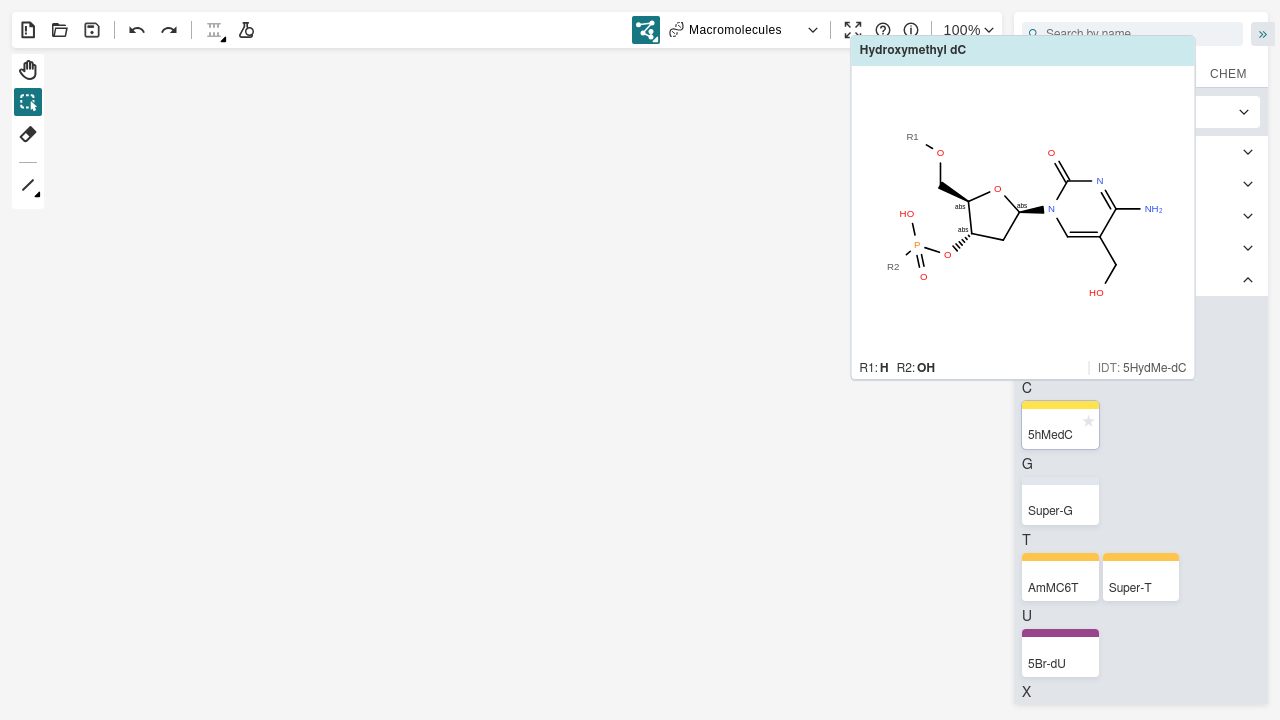 Macromolecules
100%
Search by name
Hydroxymethyl dC
CHEM
R1
O
O
O
N
abs
abs
N
NH₂
HO
abs
P
O
R2
O
HO
R1: H R2: OH
IDT: 5HydMe-dC
C
5hMedC
G
Super-G
T
AmMC6T
Super-T
U
5Br-dU
X